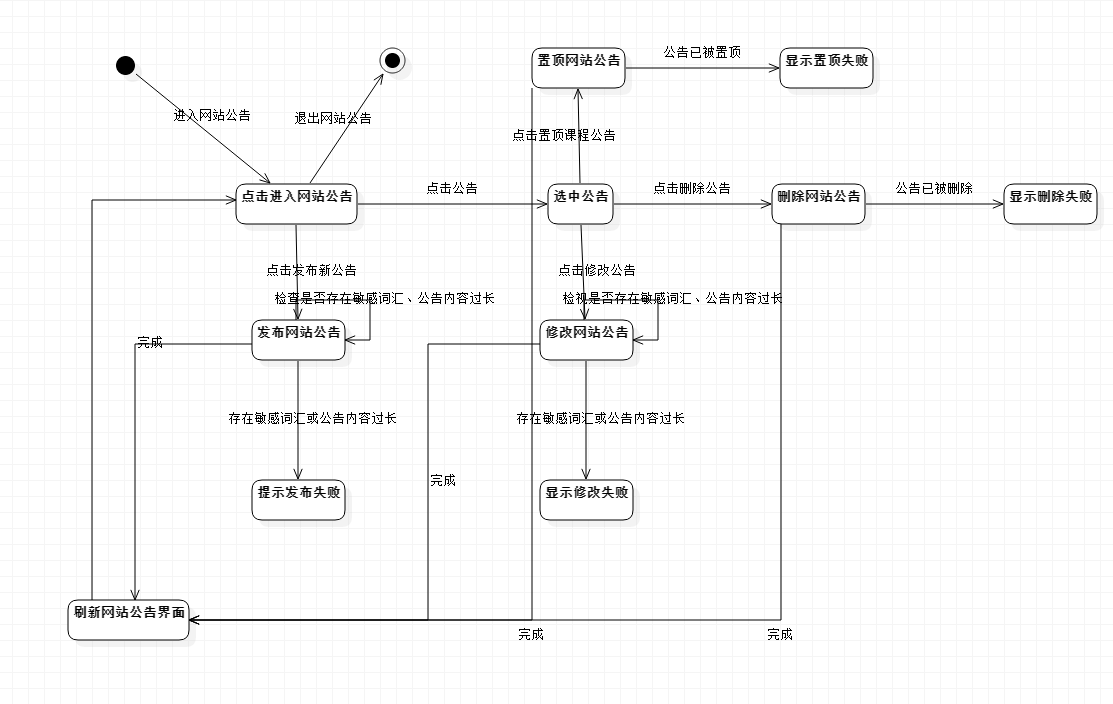 置顶网站公告
公告已被置顶
显示置顶失败
进入网站公告
退出网站公告
点击置顶课程公告
点击进入网站公告
点击公告
选中公告
点击删除公告
删除网站公告
公告已被删除
显示删除失败
点击发布新公告
点击修改公告
检查是否存在敏感词汇、公告内容过长
检视是否存在敏感词汇、公告内容过长
发布网站公告
修改网站公告
完成
存在敏感词汇或公告内容过长
存在敏感词汇或公告内容过长
完成
提示发布失败
显示修改失败
刷新网站公告界面
完成
完成